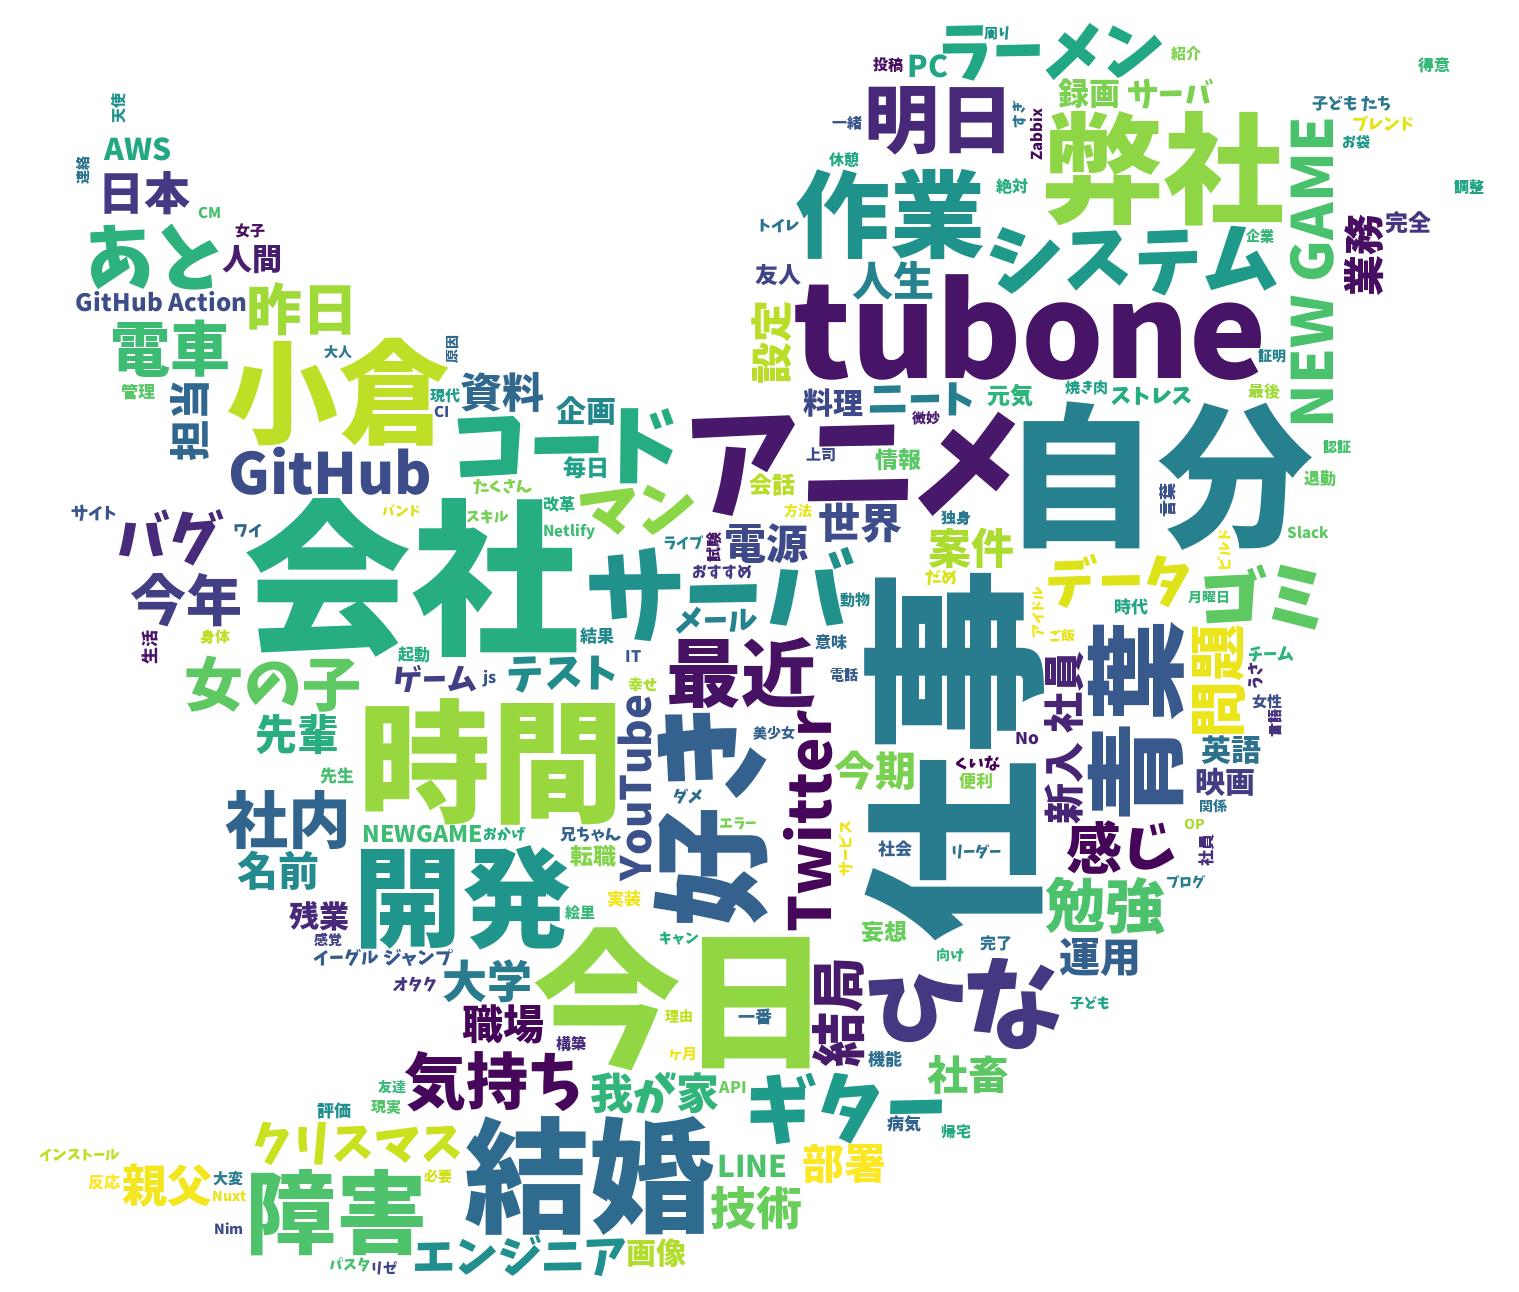 ラーメン
周り
紹介
投稿
PC
得意
録画
サーバ
明日
天使
子どもたち
ブレンド
すぎ
Zabbix
一緒
弊社
お袋
AWS
休憩
NEW GAME
連絡
日本
作業
絶対
調整
CM
トイレ
業務
完全
あと
女子
人間
システム
企業
友人
人生
GitHub Action
昨日
tubone
電車
設定
大人
原因
証明
小倉
管理
担当
現代
CI
資料
企画
料理
ニート
元気
焼き肉
ストレス
最後
微妙
コード
アニメ
自分
GitHub
毎日
上司
情報
認証
たくさん
会話
退勤
改革
マン
言葉
サイト
バグ
ワイ
バンド
スキル
方法
世界
独身
会社
Netlify
ライブ
試験
電源
案件
Slack
ビルド
おすすめ
だめ
データ
ゴミ
今年
サーバ
動物
仕事
アイドル
時代
月曜日
メール
ご飯
生活
身体
結果
意味
青葉
問題
起動
IT
最近
チーム
女の子
ゲーム
js
テスト
電話
新入社員
うさ
幸せ
女性
先輩
時間
YouTube
好き
美少女
Twitter
No
言語
英語
先生
今期
くいな
便利
映画
ダメ
関係
社内
NEWGAME
おかげ
兄ちゃん
エラー
サービス
OP
名前
開発
転職
社会
リーダー
感じ
社員
ブログ
実装
勉強
残業
絵里
感覚
妄想
イーグルジャンプ
キャン
完了
向け
運用
オタク
大学
今日
結局
ひな
子ども
職場
理由
一番
構築
ヶ月
機能
気持ち
友達
我が家
API
ギター
社畜
現実
評価
病気
帰宅
クリスマス
結婚
インストール
反応
親父
大変
必要
LINE
部署
Nuxt
障害
技術
Nim
エンジニア
画像
パスタ
リゼ